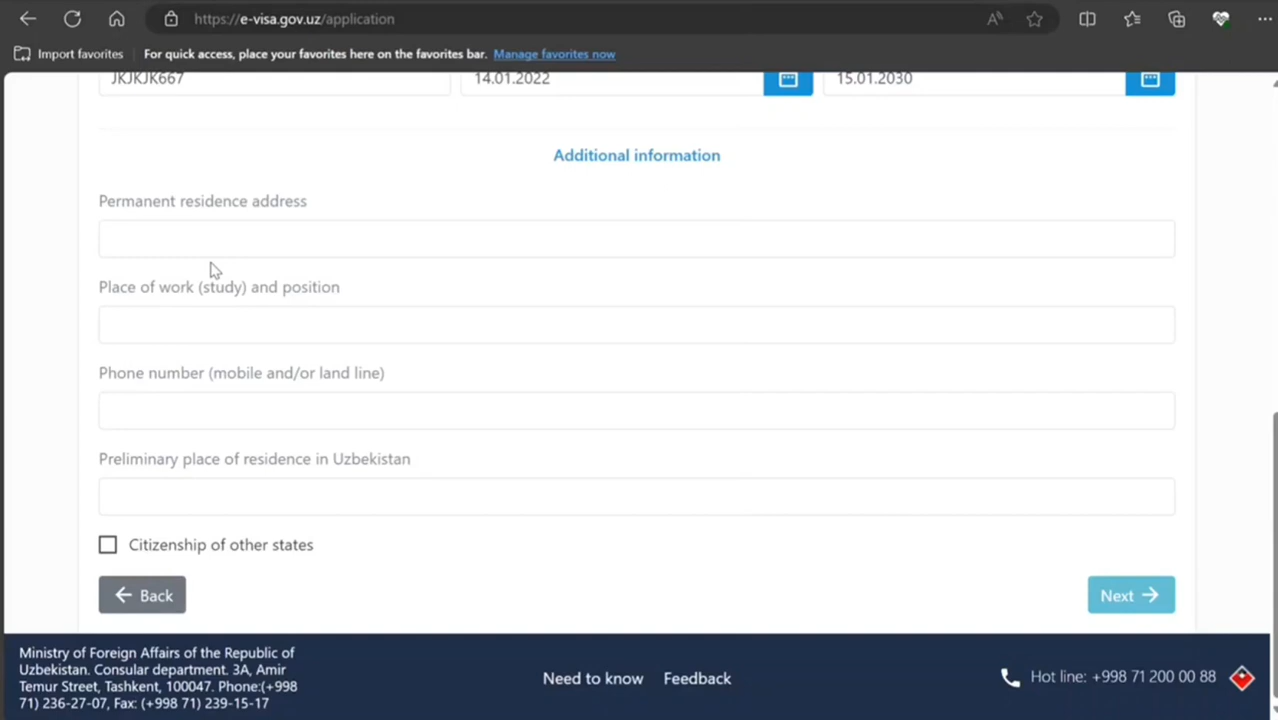 https://e-visa.gov.uz/application
Import favorites
For quick access, place your favorites here on the favorites bar. Manage favorites now
JKJKJK667
14.01.2022
15.01.2030
Additional information
Permanent residence address
Place of work (study) and position
Phone number (mobile and/or land line)
Preliminary place of residence in Uzbekistan
Citizenship of other states
Back
Next
Ministry of Foreign Affairs of the Republic of
Uzbekistan. Consular department. 3A, Amir
Temur Street, Tashkent, 100047. Phone:(+998
71) 236-27-07, Fax: (+998 71) 239-15-17
Need to know
Feedback
Hot line: +998 71 200 00 88